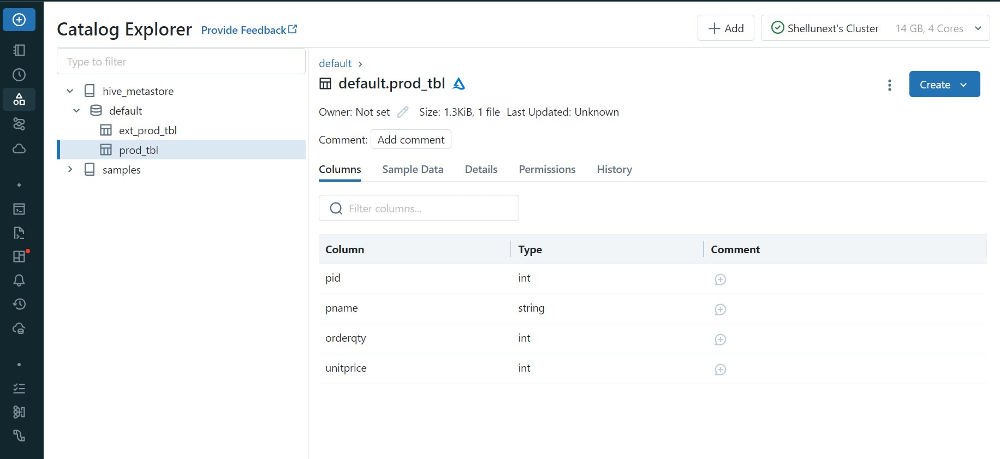 Catalog Explorer Provide Feedback
Add
Shellunext's Cluster 14 GB, 4 Cores
Type to filter
hive_metastore
default
ext_prod_tbl
prod_tbl
samples
default
default.prod_tbl
Create
Owner: Not set Size: 1.3KiB, 1 file Last Updated: Unknown
Comment: Add comment
Columns Sample Data Details Permissions History
Filter columns...
Column Type Comment
pid int
pname string
orderqty int
unitprice int